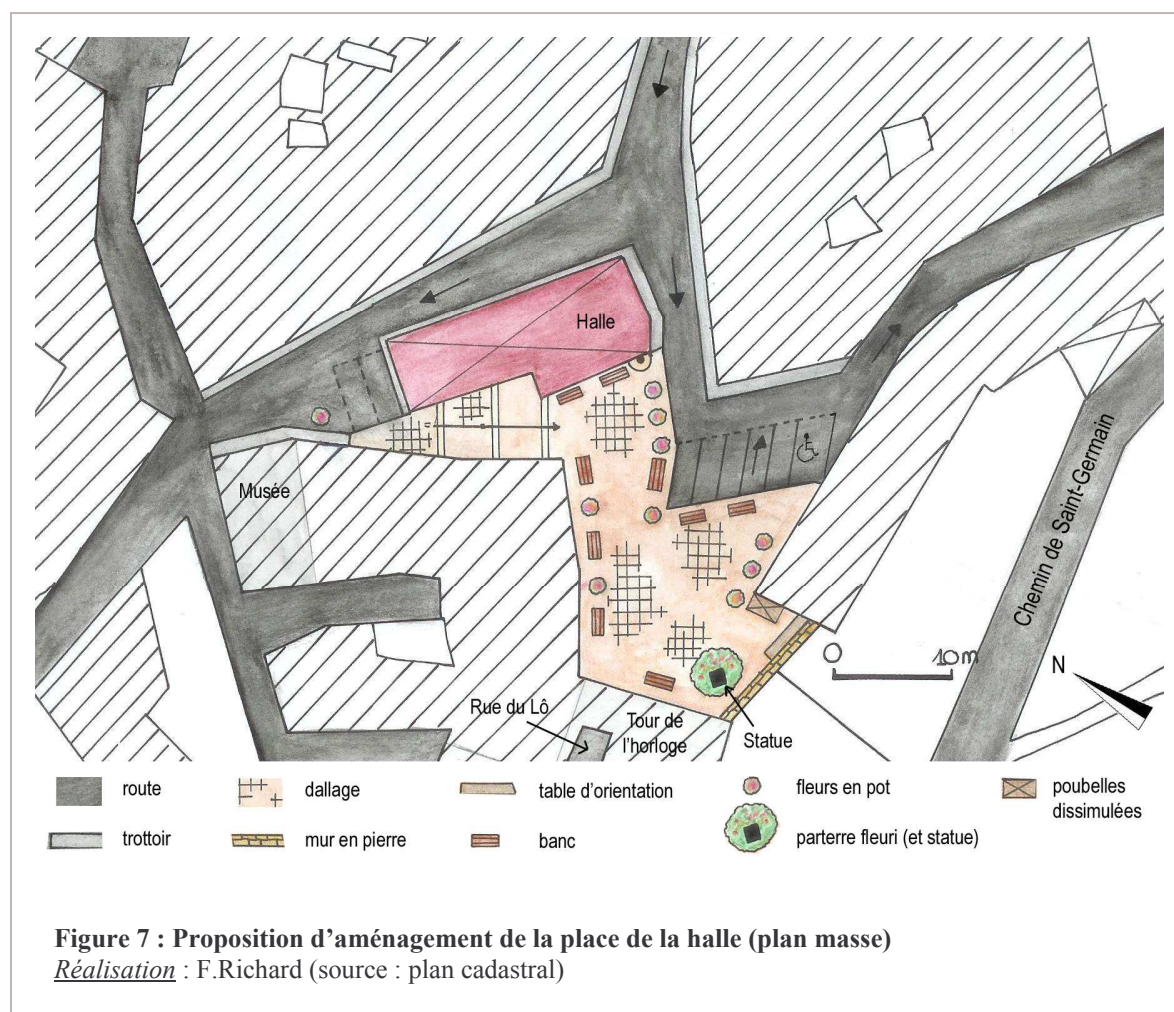 Halle
Musée
Chemin de Saint-Germain
0 10m
N
Rue du Lô
Tour de
l'horloge
Statue
route
dallage
table d'orientation
fleurs en pot
poubelles
dissimulées
trottoir
mur en pierre
banc
parterre fleuri (et statue)
Figure 7 : Proposition d'aménagement de la place de la halle (plan masse)
Réalisation : F.Richard (source : plan cadastral)